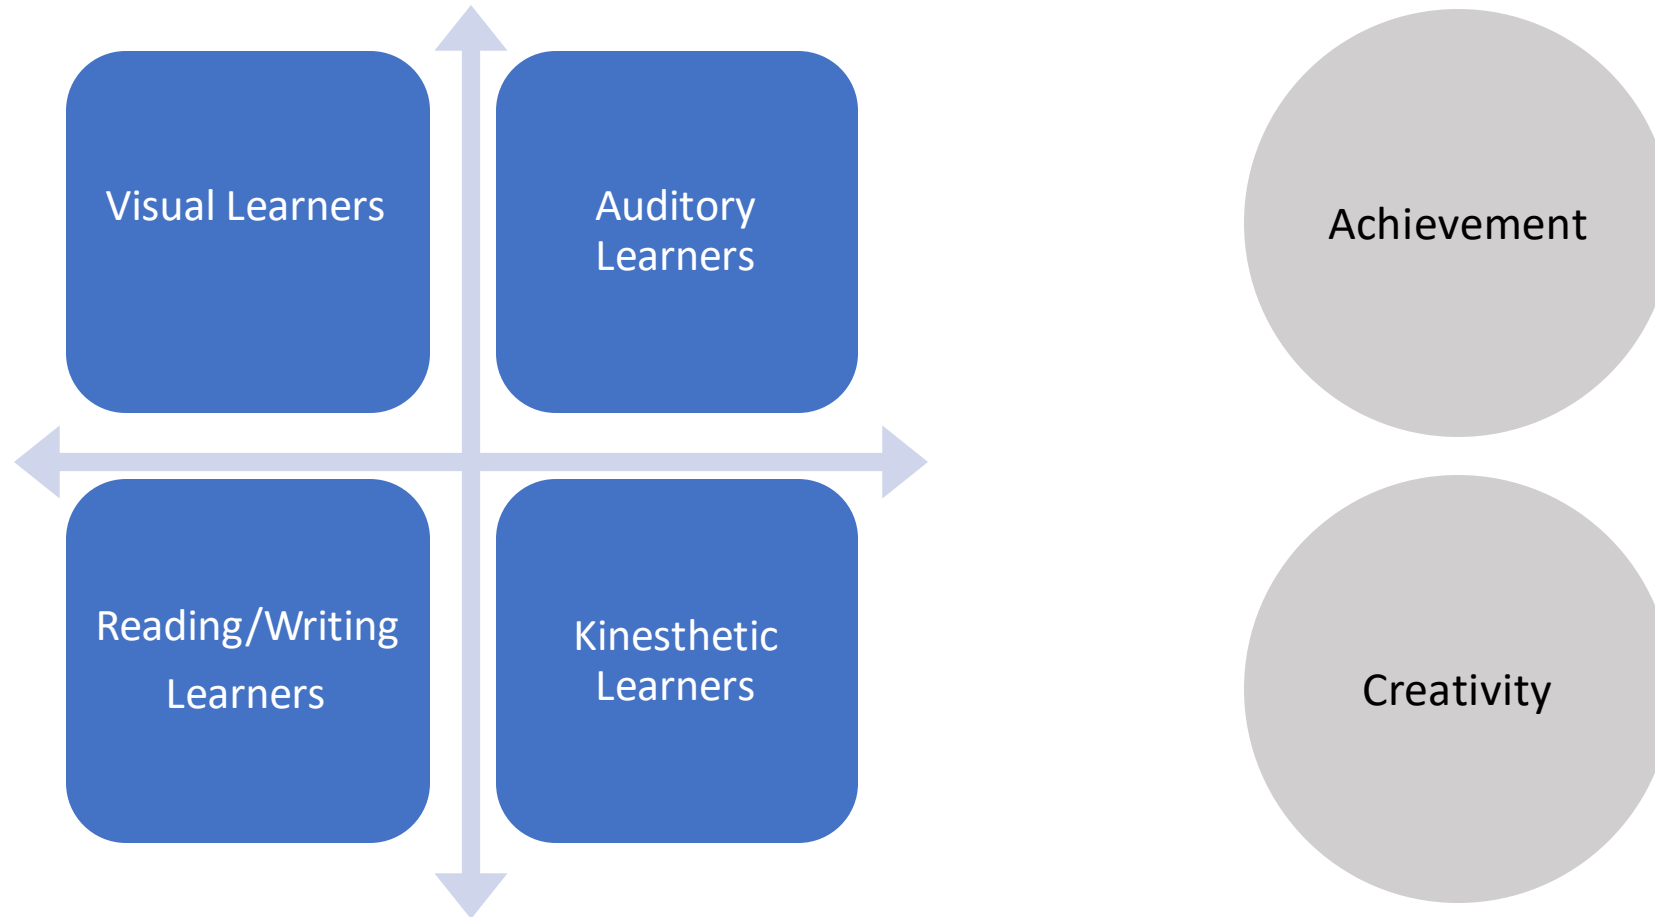 Visual Learners
Auditory
Learners
Reading/Writing
Learners
Kinesthetic
Learners
Achievement
Creativity